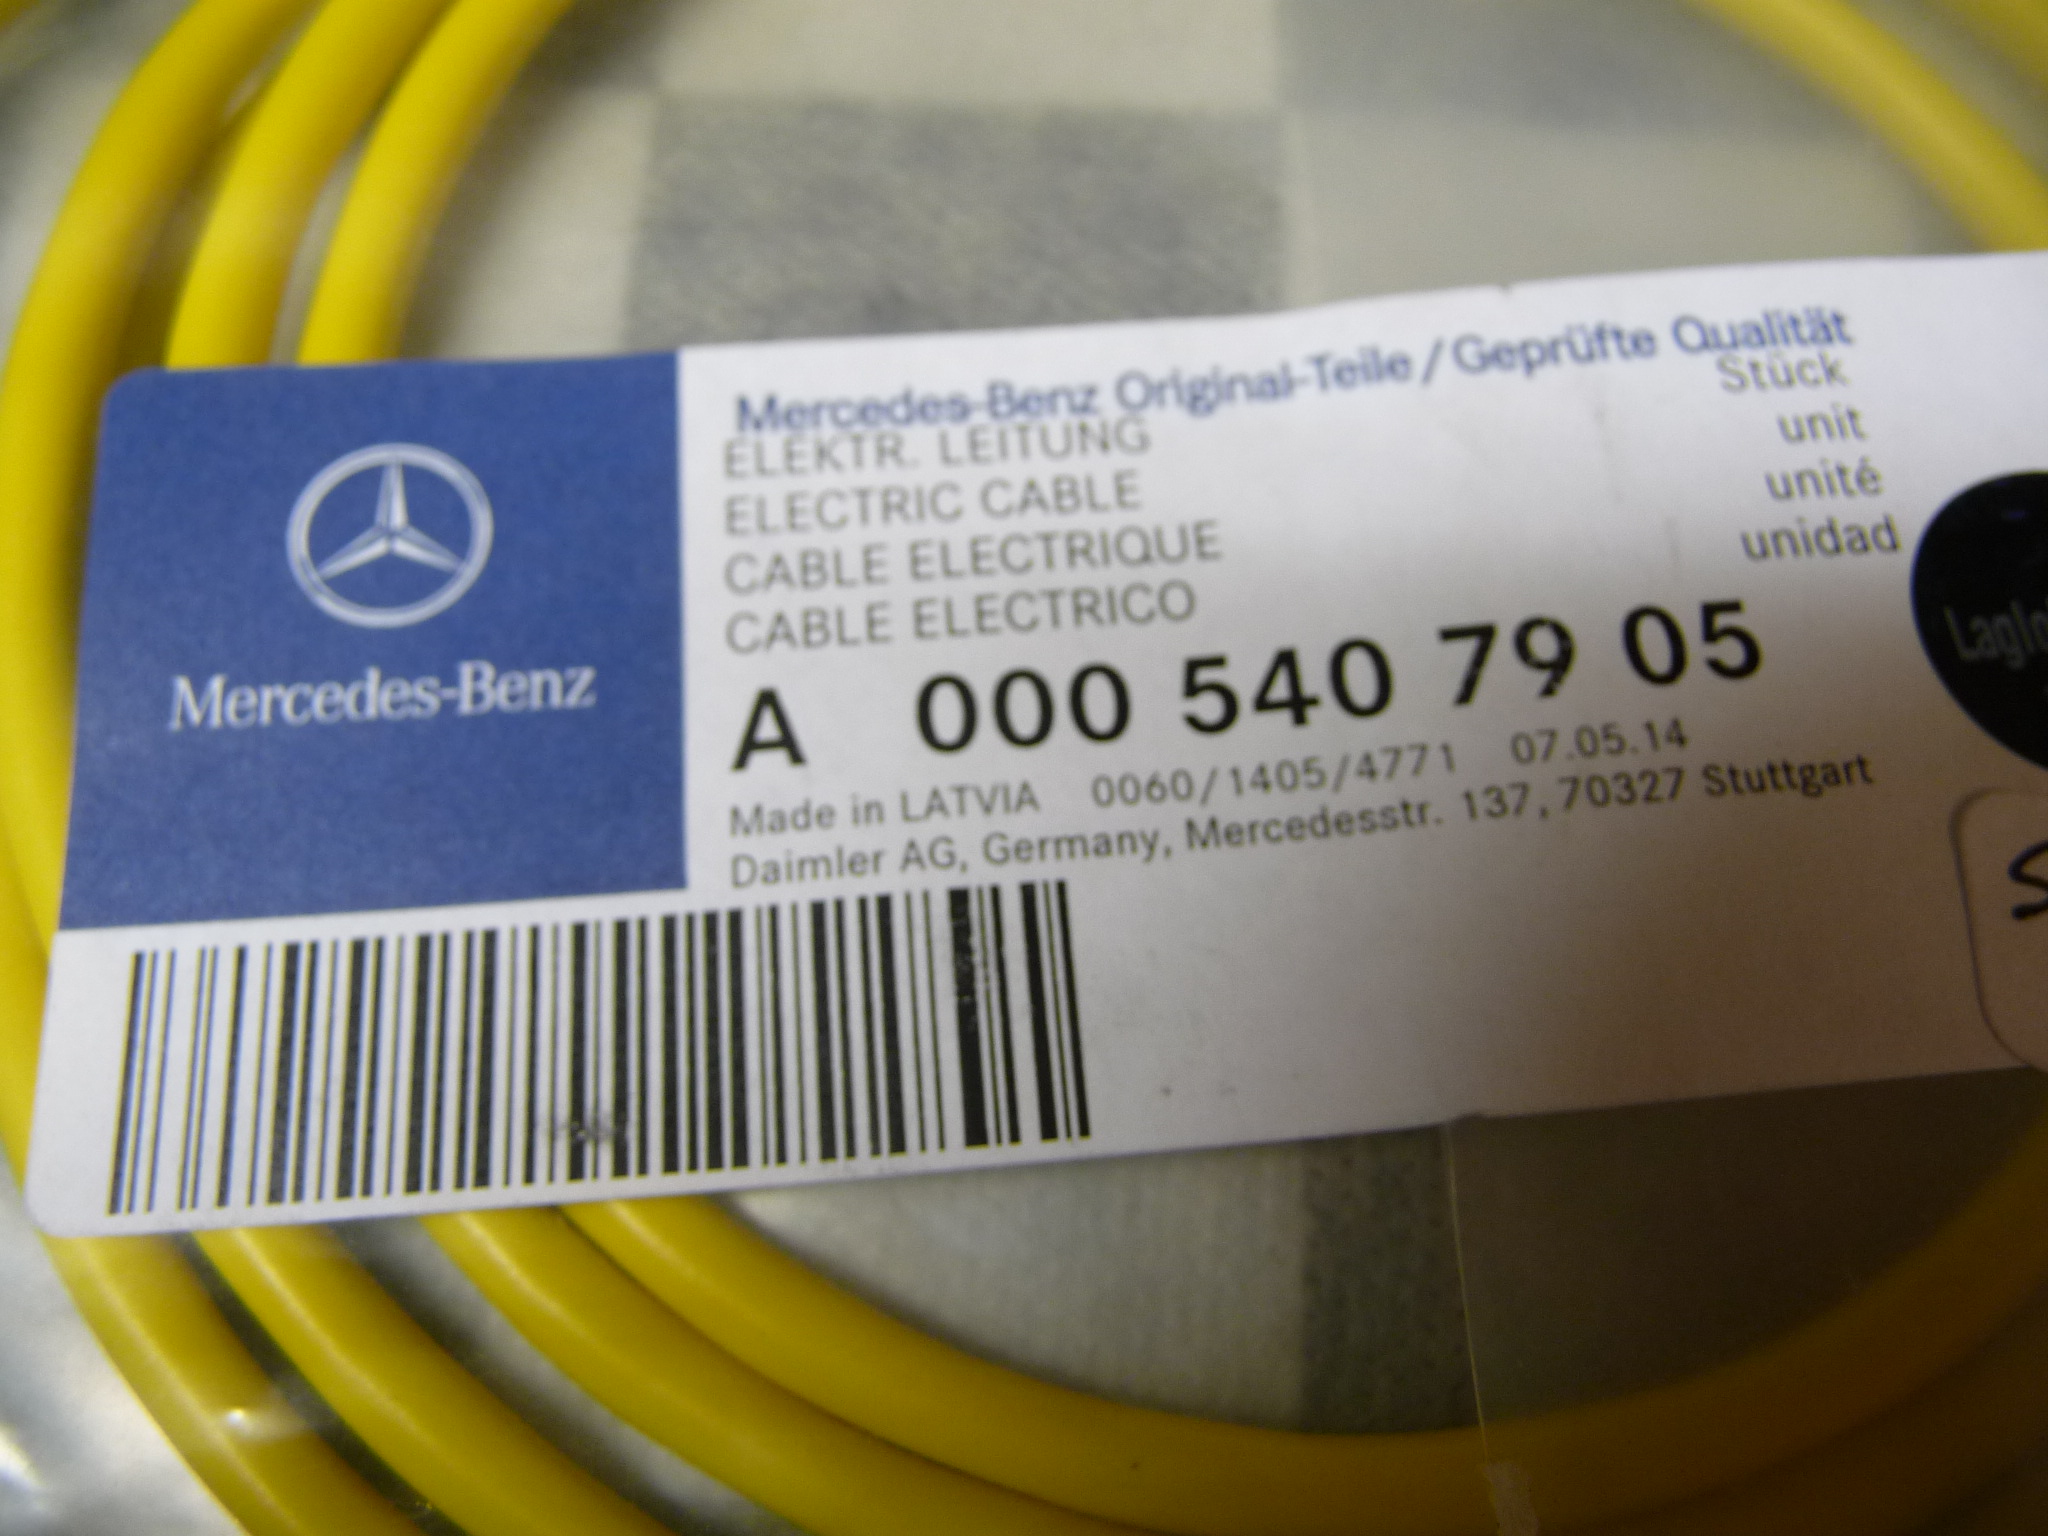 Mercedes-Benz
Mercedes-Benz Original-Teile / Geprüfte Qualität
ELEKTR. LEITUNG
ELECTRIC CABLE
CABLE ELECTRIQUE
CABLE ELECTRICO
Stück
unit
unité
unidad
A 000 540 79 05
Made in LATVIA 0060/1405/4771 07.05.14
Daimler AG, Germany, Mercedesstr. 137, 70327 Stuttgart